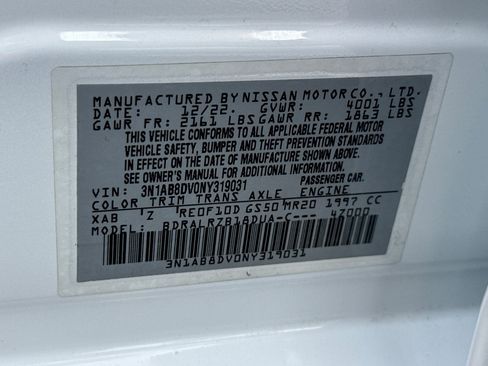 MANUFACTURED BY NISSAN MOTOR CO., LTD.
DATE: 12/22 GVWR: 4001 LBS
GAWR FR: 2161 LBS GAWR RR: 1863 LBS
THIS VEHICLE CONFORMS TO ALL APPLICABLE FEDERAL MOTOR
VEHICLE SAFETY, BUMPER AND THEFT PREVENTION STANDARDS
IN EFFECT ON THE DATE OF MANUFACTURE SHOWN ABOVE.
SEE OWNERS MANUAL FOR ADDITIONAL INFORMATION.
VIN: 3N1AB8DV0NY319031 PASSENGER CAR.
COLOR TRIM TRANS AXLE ENGINE
XAB Z RE0F10D GS50 MR20 1997 CC
BDRALRZB18DUA-C--- 4Z000
3N1AB8DV0NY319031